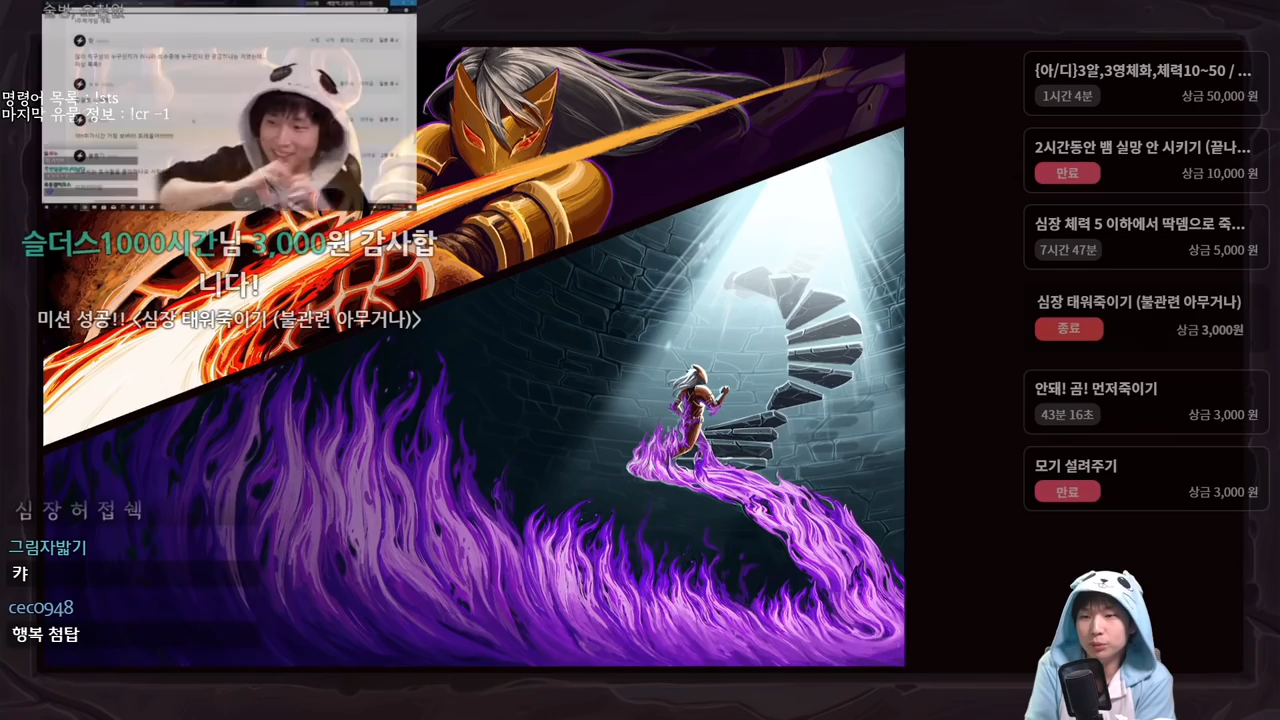 술방, 요청없
명령어 목록 : !sts
마지막 유물 정보 : !cr -1
슬더스1000시간님 3,000원 감사합
니다!
미션 성공!! <심장 태워죽이기 (불관련 아무거나)>
심장허접쉑
그림자밟기
캬
cec0948
행복 첨탑
{아/디}3알,3영체화,체력10~50 / ...
1시간 4분
상금 50,000 원
2시간동안 뱀 실망 안 시키기 (끝나...
만료
상금 10,000 원
심장 체력 5 이하에서 딱뎀으로 죽...
7시간 47분
상금 5,000 원
심장 태워죽이기 (불관련 아무거나)
종료
상금 3,000원
안돼! 곰! 먼저죽이기
43분 16초
상금 3,000 원
모기 설려주기
만료
상금 3,000 원